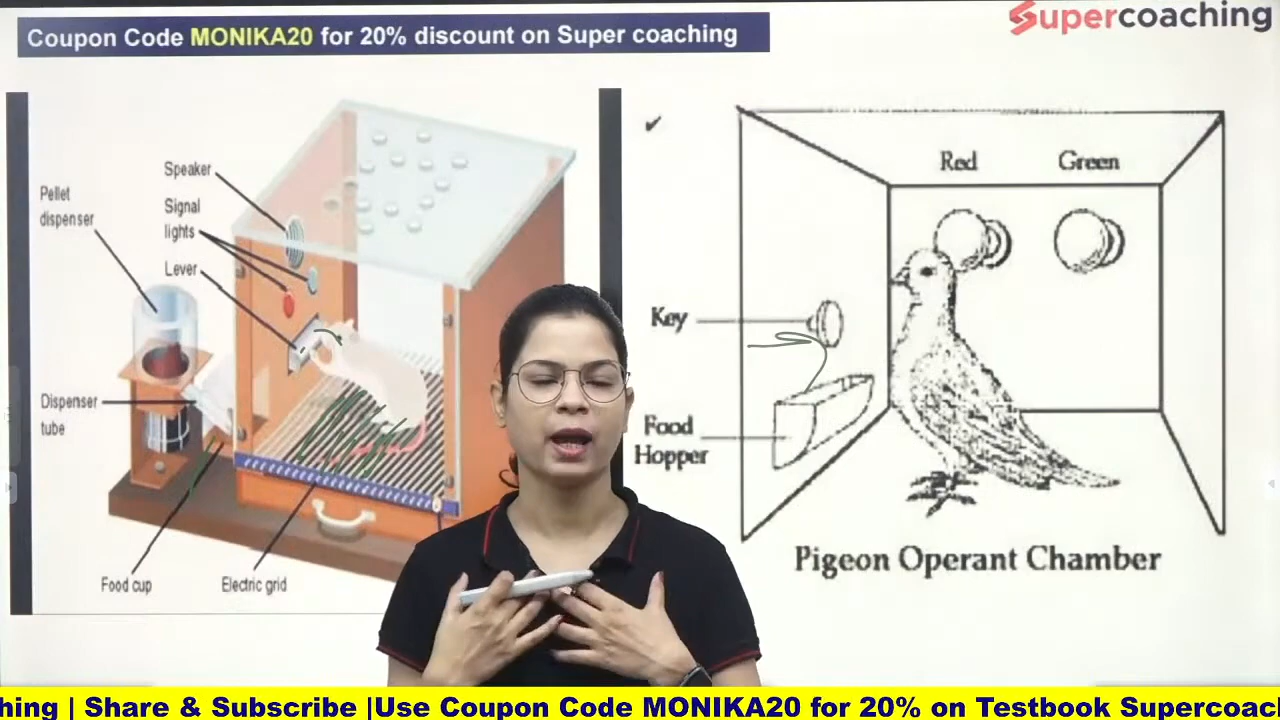 Coupon Code MONIKA20 for 20% discount on Super coaching
Supercoaching
Speaker
Pellet
dispenser
Signal
lights
Lever
Dispenser
tube
Food cup
Electric grid
Red
Green
Key
Food
Hopper
Pigeon Operant Chamber
hing | Share & Subscribe |Use Coupon Code MONIKA20 for 20% on Testbook Supercoac